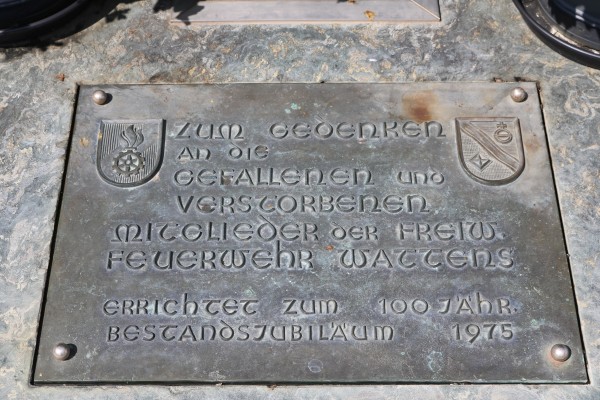 ZUM GEDENKEN
AN DIE
GEFALLENEN UND
VERSTORBENEN
MITGLIEDER DER FREIW.
FEUERWEHR WATTENS
ERRICHTET ZUM 100 JÄHR.
BESTANDSJUBILÄUM 1975